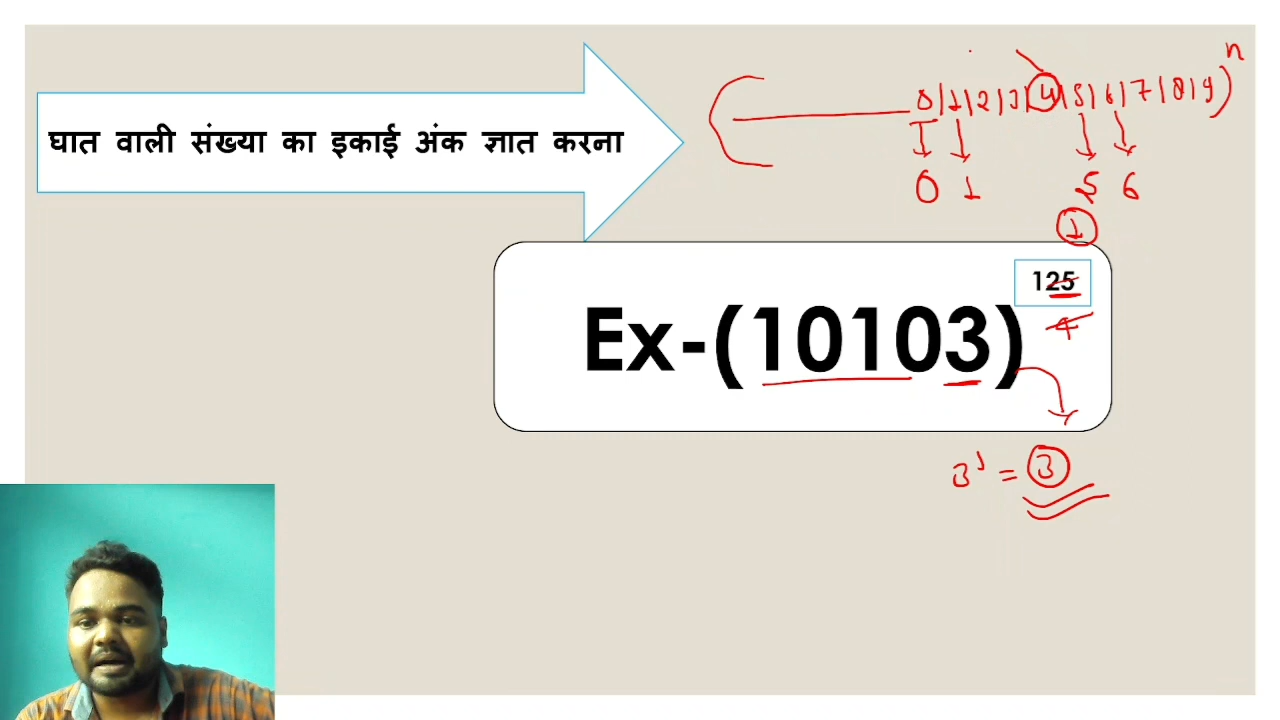 घात वाली संख्या का इकाई अंक ज्ञात करना
( 0|1|2|3|4|5|6|7|8|9)ⁿ
0 1 5 6
1
125
Ex-(10103)
4
3¹ = 3